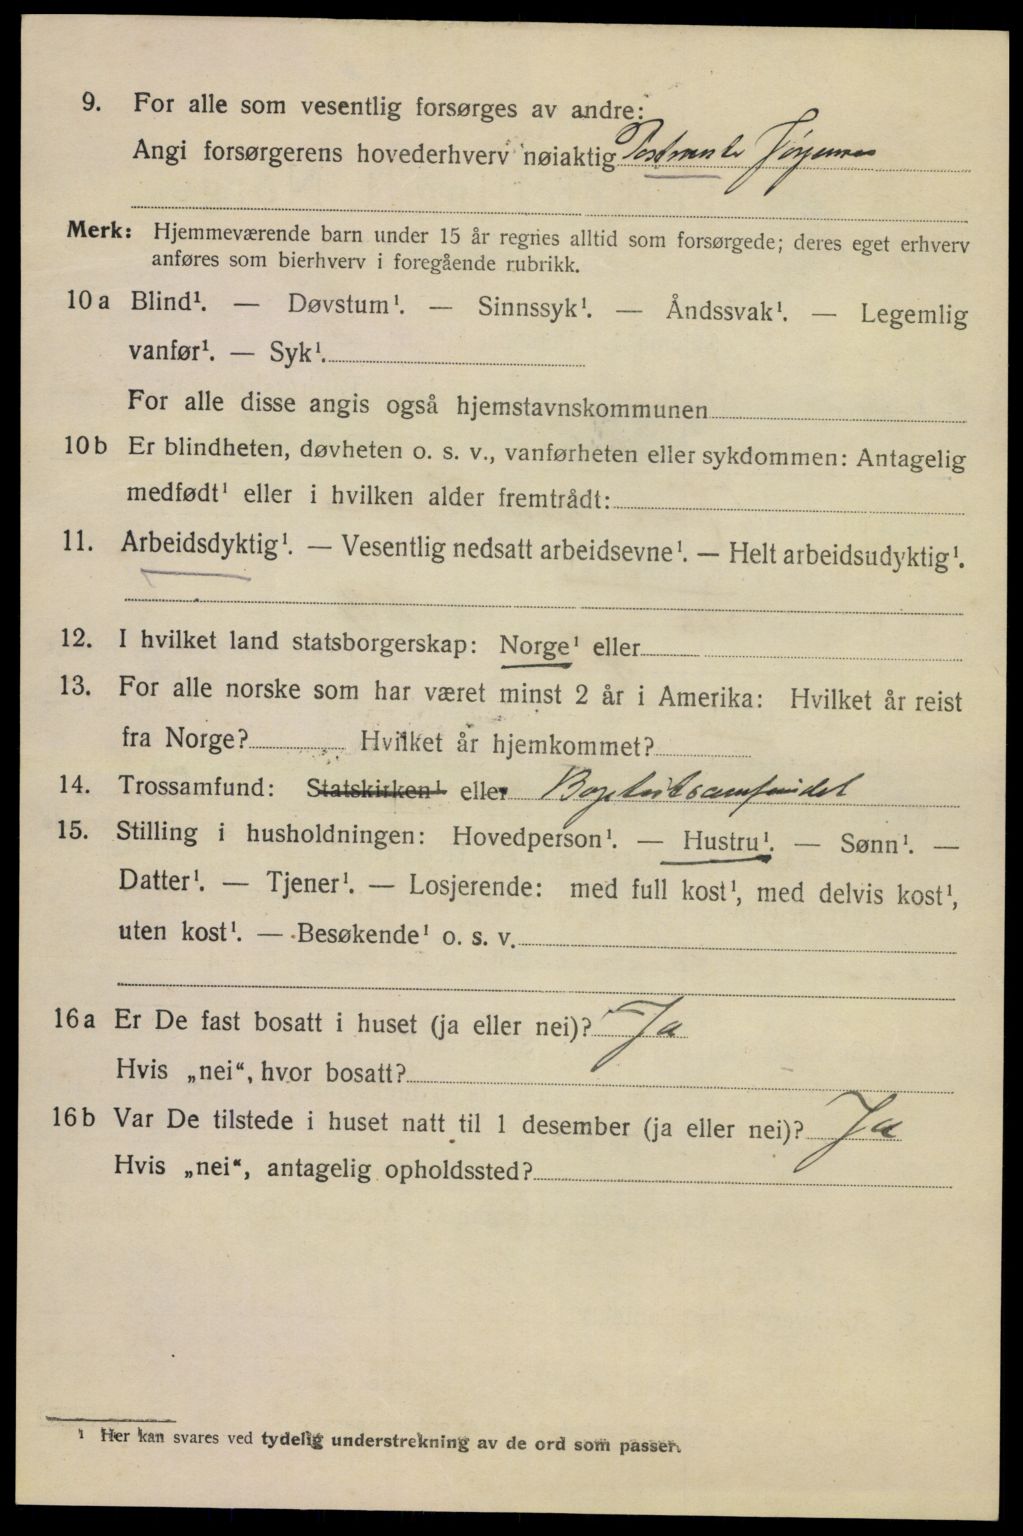 9. For alle som vesentlig forsørges av andre:
Angi forsørgerens hovederhverv nøiaktig
Merk: Hjemmeværende barn under 15 år regnes alltid som forsørgede; deres eget erhverv
anføres som bierhverv i foregående rubrikk.
10 a Blind¹. — Døvstum¹. — Sinnssyk¹. — Åndssvak¹. — Legemlig
vanfør¹. — Syk¹.
For alle disse angis også hjemstavnskommunen
10 b Er blindheten, døvheten o. s. v., vanførheten eller sykdommen: Antagelig
medfødt¹ eller i hvilken alder fremtrådt:
11. Arbeidsdyktig¹. — Vesentlig nedsatt arbeidsevne¹. — Helt arbeidsudyktig¹.
12. I hvilket land statsborgerskap: Norge¹ eller
13. For alle norske som har været minst 2 år i Amerika: Hvilket år reist
fra Norge? Hvilket år hjemkommet?
14. Trossamfund: Statskirken¹ eller
15. Stilling i husholdningen: Hovedperson¹. — Hustru¹. — Sønn¹. —
Datter¹. — Tjener¹. — Losjerende: med full kost¹, med delvis kost¹,
uten kost¹. — Besøkende¹ o. s. v.
16 a Er De fast bosatt i huset (ja eller nei)? Ja
Hvis „nei“, hvor bosatt?
16 b Var De tilstede i huset natt til 1 desember (ja eller nei)? Ja
Hvis „nei“, antagelig opholdssted?
¹ Her kan svares ved tydelig understrekning av de ord som passer.